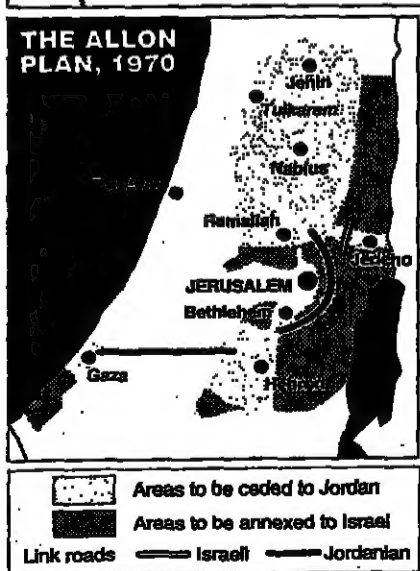 THE ALLON
PLAN, 1970
Jenin
Tulkarem
Nablus
Ramallah
Jericho
JERUSALEM
Bethlehem
Gaza
Areas to be ceded to Jordan
Areas to be annexed to Israel
Link roads Israeli Jordanian